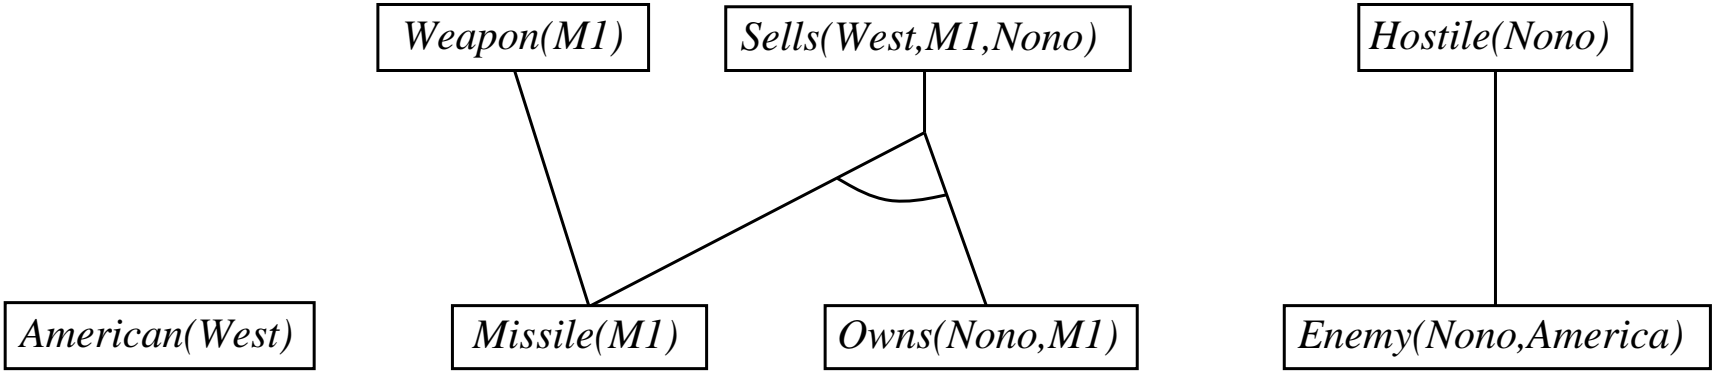 Weapon(M1)
Sells(West,M1,Nono)
Hostile(Nono)
American(West)
Missile(M1)
Owns(Nono,M1)
Enemy(Nono,America)